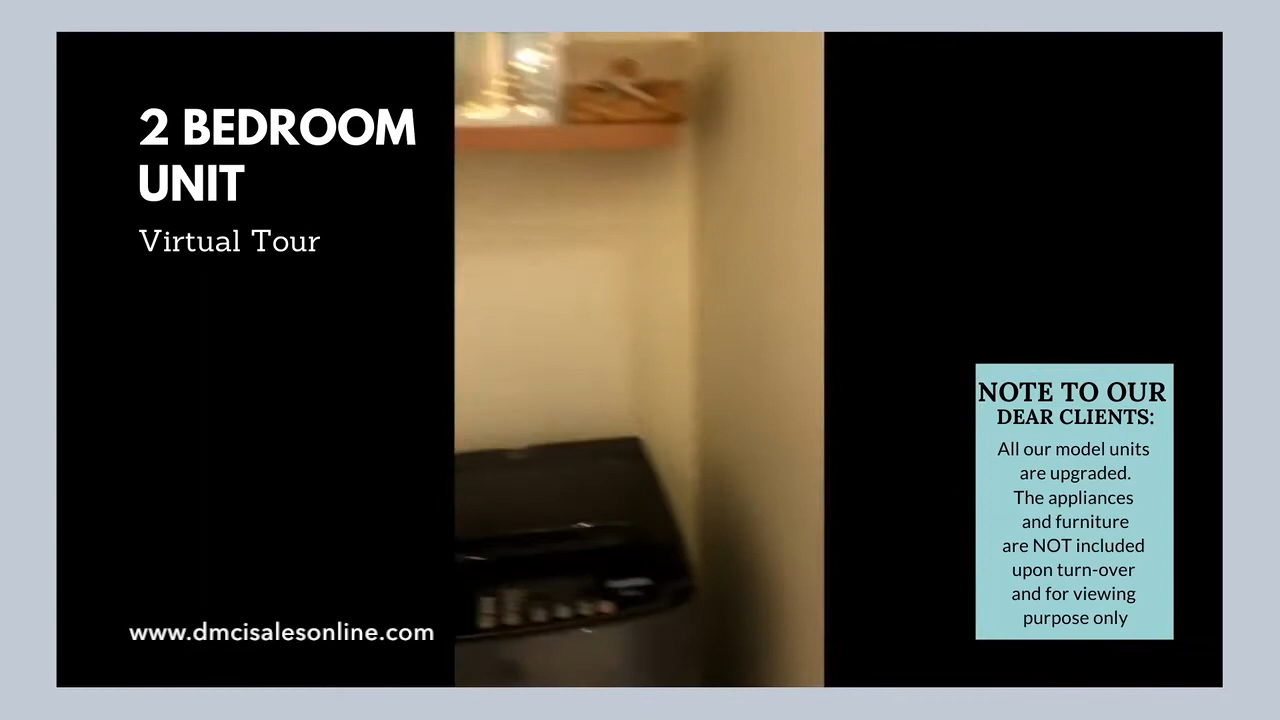 2 BEDROOM
UNIT
Virtual Tour
www.dmcisalesonline.com
NOTE TO OUR
DEAR CLIENTS:
All our model units
are upgraded.
The appliances
and furniture
are NOT included
upon turn-over
and for viewing
purpose only